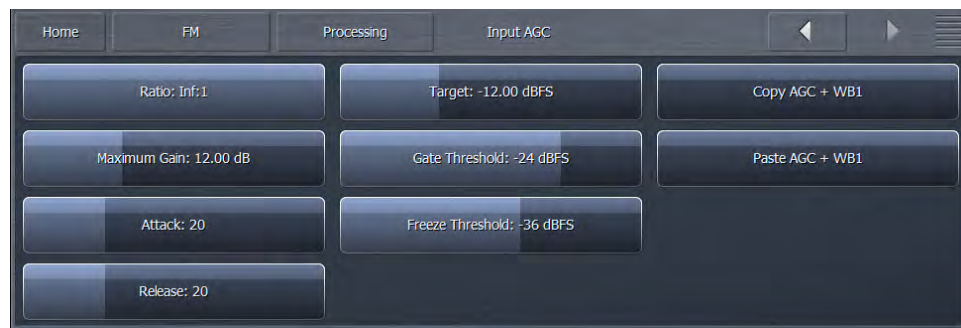 Home FM Processing Input AGC
Ratio: Inf:1 Target: -12.00 dBFS Copy AGC + WB1
Maximum Gain: 12.00 dB Gate Threshold: -24 dBFS Paste AGC + WB1
Attack: 20 Freeze Threshold: -36 dBFS
Release: 20